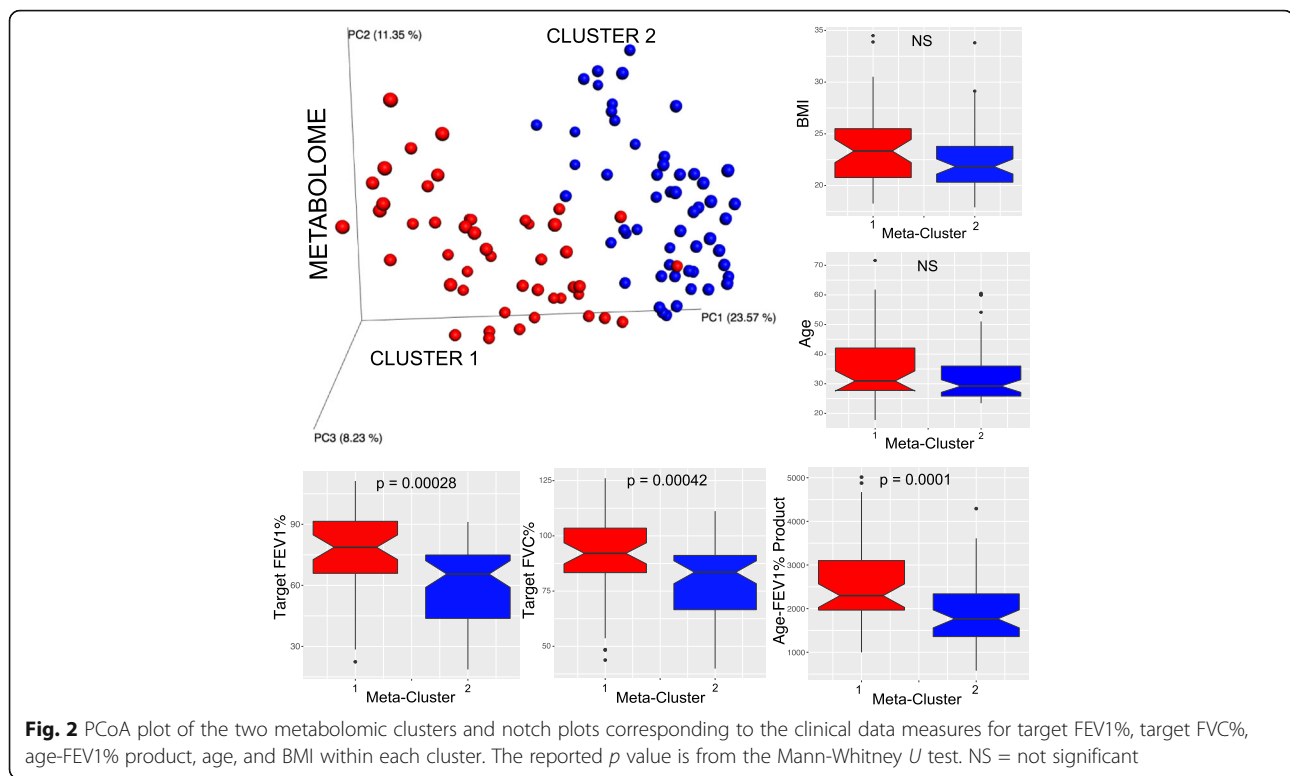 PC2 (11.35 %)
CLUSTER 2
METABOLOME
CLUSTER 1
PC1 (23.57 %)
PC3 (8.23 %)
35
30
25
20
BMI
NS
1
2
Meta-Cluster
70
60
50
40
30
20
Age
NS
1
2
Meta-Cluster
90
60
30
Target FEV1%
p = 0.00028
1
2
Meta-Cluster
125
100
75
50
Target FVC%
p = 0.00042
1
2
Meta-Cluster
5000
4000
3000
2000
1000
Age-FEV1% Product
p = 0.0001
1
2
Meta-Cluster
Fig. 2 PCoA plot of the two metabolomic clusters and notch plots corresponding to the clinical data measures for target FEV1%, target FVC%,
age-FEV1% product, age, and BMI within each cluster. The reported p value is from the Mann-Whitney U test. NS = not significant